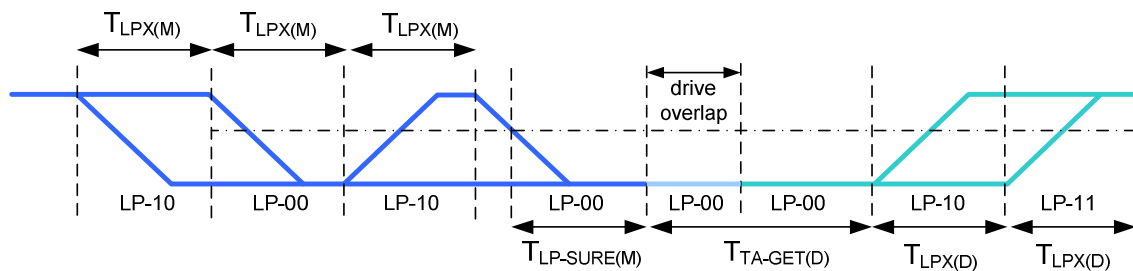 TLPX(M) TLPX(M) TLPX(M)
drive
overlap
LP-10 LP-00 LP-10 LP-00 LP-00 LP-00 LP-10 LP-11
TLP-SURE(M) TTA-GET(D) TLPX(D) TLPX(D)